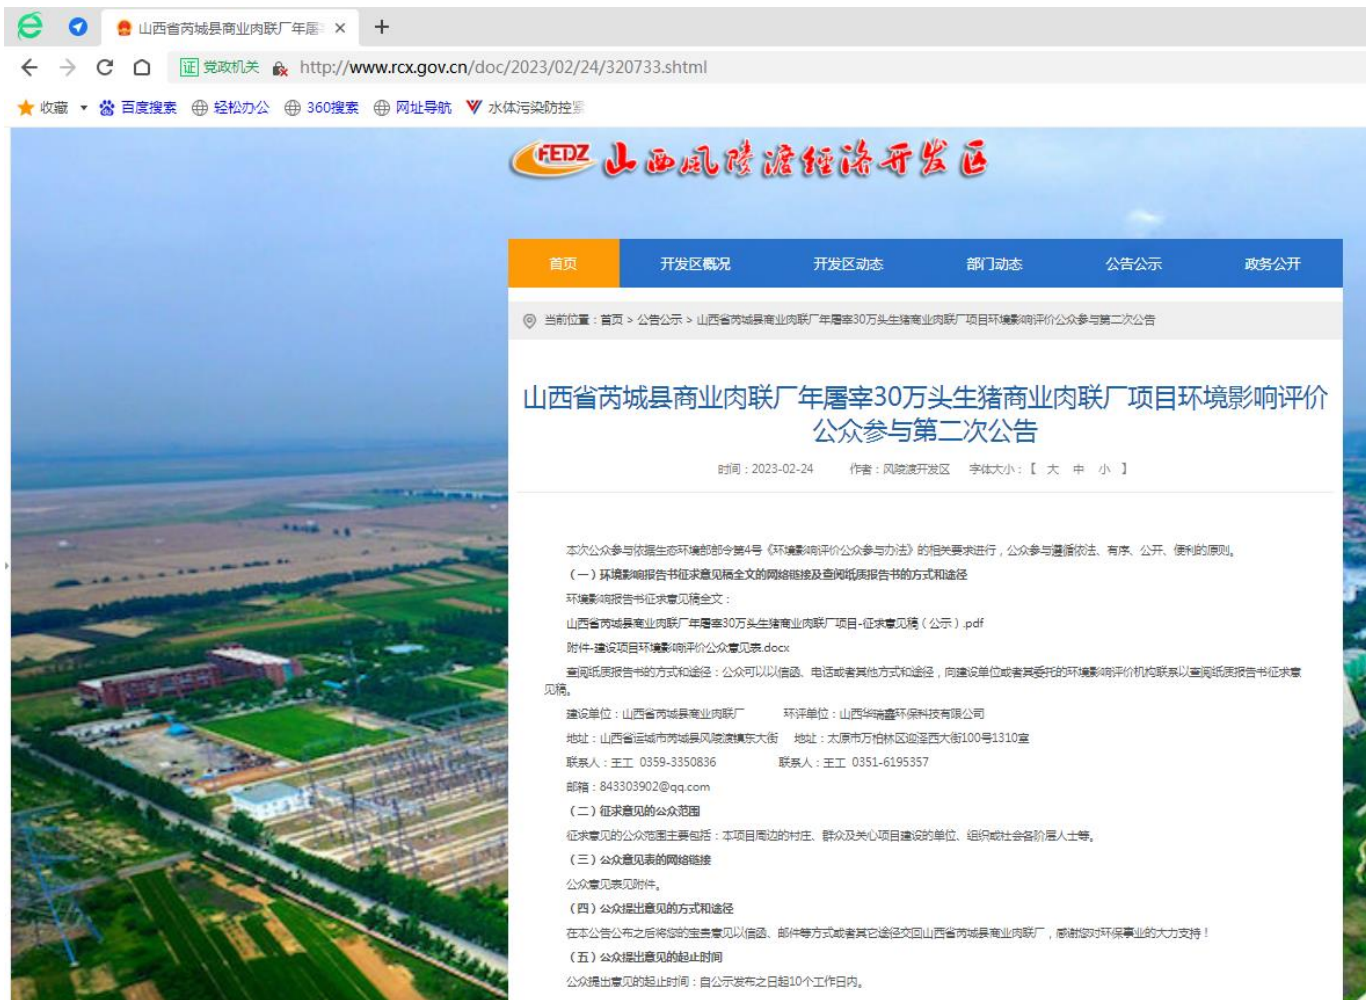 山西省芮城县商业肉联厂年屠
证 党政机关 http://www.rcx.gov.cn/doc/2023/02/24/320733.shtml
收藏 百度搜索 轻松办公 360搜索 网址导航 水体污染防控
FEDZ 山西风陵渡经济开发区
首页 开发区概况 开发区动态 部门动态 公告公示 政务公开
当前位置：首页 > 公告公示 > 山西省芮城县商业肉联厂年屠宰30万头生猪商业肉联厂项目环境影响评价公众参与第二次公告
山西省芮城县商业肉联厂年屠宰30万头生猪商业肉联厂项目环境影响评价
公众参与第二次公告
时间：2023-02-24 作者：风陵渡开发区 字体大小：【 大 中 小 】
本次公众参与依据生态环境部部令第4号《环境影响评价公众参与办法》的相关要求进行，公众参与遵循依法、有序、公开、便利的原则。
（一）环境影响报告书征求意见稿全文的网络链接及查阅纸质报告书的方式和途径
环境影响报告书征求意见稿全文：
山西省芮城县商业肉联厂年屠宰30万头生猪商业肉联厂项目-征求意见稿（公示）.pdf
附件-建设项目环境影响评价公众意见表.docx
查阅纸质报告书的方式和途径：公众可以以信函、电话或者其他方式和途径，向建设单位或者其委托的环境影响评价机构联系以查阅纸质报告书征求意
见稿。
建设单位：山西省芮城县商业肉联厂 环评单位：山西华瑞鑫环保科技有限公司
地址：山西省运城市芮城县风陵渡镇东大街 地址：太原市万柏林区迎泽西大街100号1310室
联系人：王工 0359-3350836 联系人：王工 0351-6195357
邮箱：843303902@qq.com
（二）征求意见的公众范围
征求意见的公众范围主要包括：本项目周边的村庄、群众及关心项目建设的单位、组织或社会各阶层人士等。
（三）公众意见表的网络链接
公众意见表见附件。
（四）公众提出意见的方式和途径
在本公告公布之后将您的宝贵意见以信函、邮件等方式或者其它途径交回山西省芮城县商业肉联厂，感谢您对环保事业的大力支持！
（五）公众提出意见的起止时间
公众提出意见的起止时间：自公示发布之日起10个工作日内。